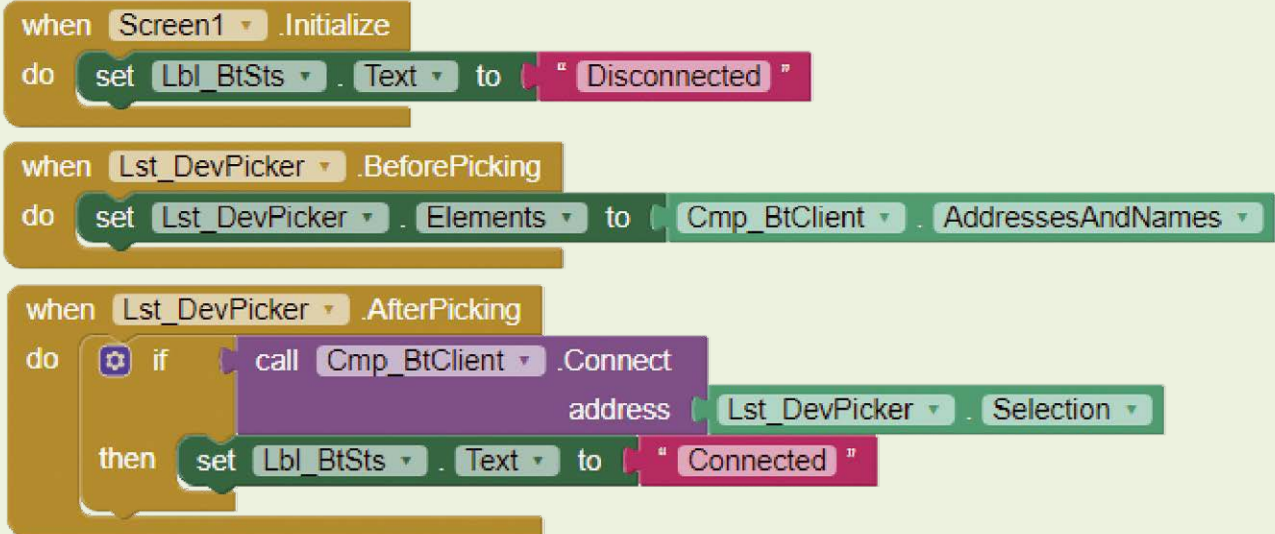 when Screen1 .Initialize
do set Lbl_BtSts . Text to " Disconnected "
when Lst_DevPicker .BeforePicking
do set Lst_DevPicker . Elements to Cmp_BtClient . AddressesAndNames
when Lst_DevPicker .AfterPicking
do if call Cmp_BtClient .Connect
address Lst_DevPicker . Selection
then set Lbl_BtSts . Text to " Connected "